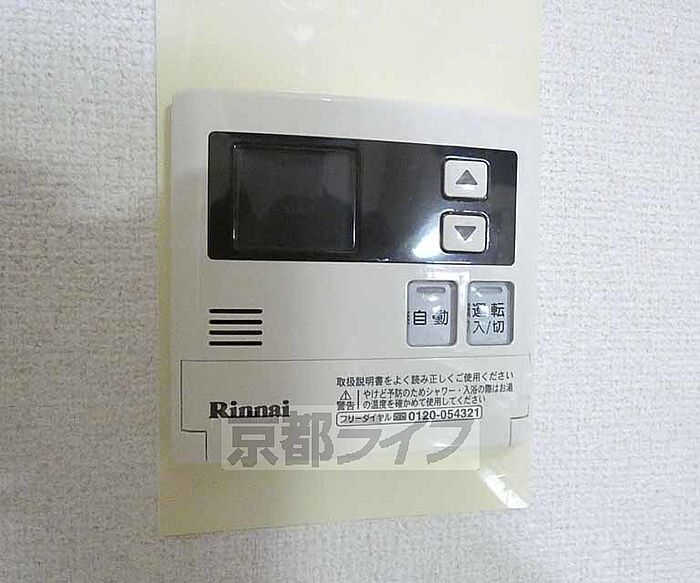 自動
運転
入/切
取扱説明書をよく読み正しくご使用ください
警告
やけど予防のためシャワー・入浴の際はお湯
の温度を確かめて使用してください
Rinnai
フリーダイヤル 0120-054321
京都ライフ